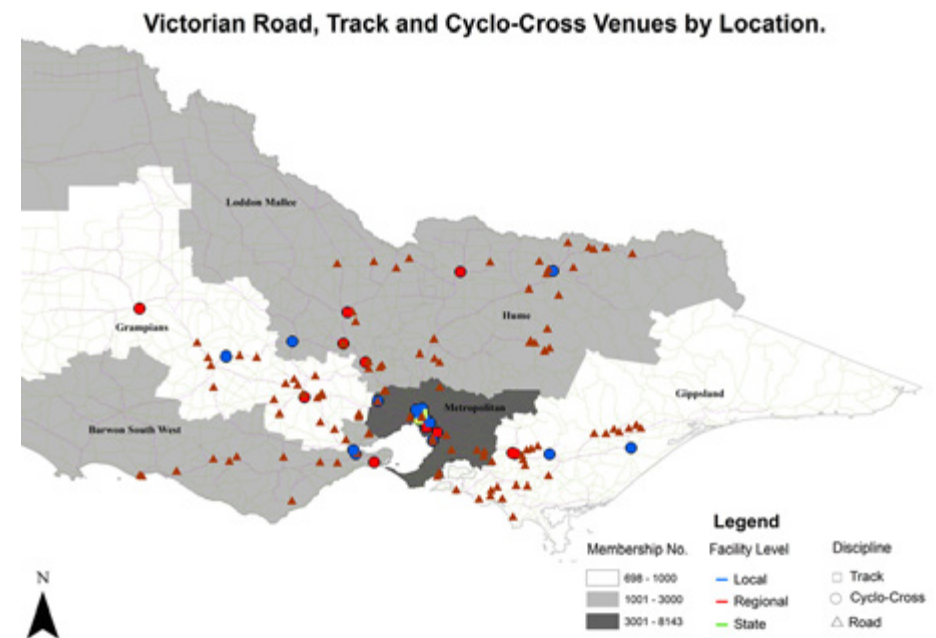 Victorian Road, Track and Cyclo-Cross Venues by Location.
Loddon Mallee
Hume
Grampians
Gippsland
Metropolitan
Barwon South West
N
Legend
Membership No.
698 - 1000
1001 - 3000
3001 - 8143
Facility Level
Local
Regional
State
Discipline
Track
Cyclo-Cross
Road